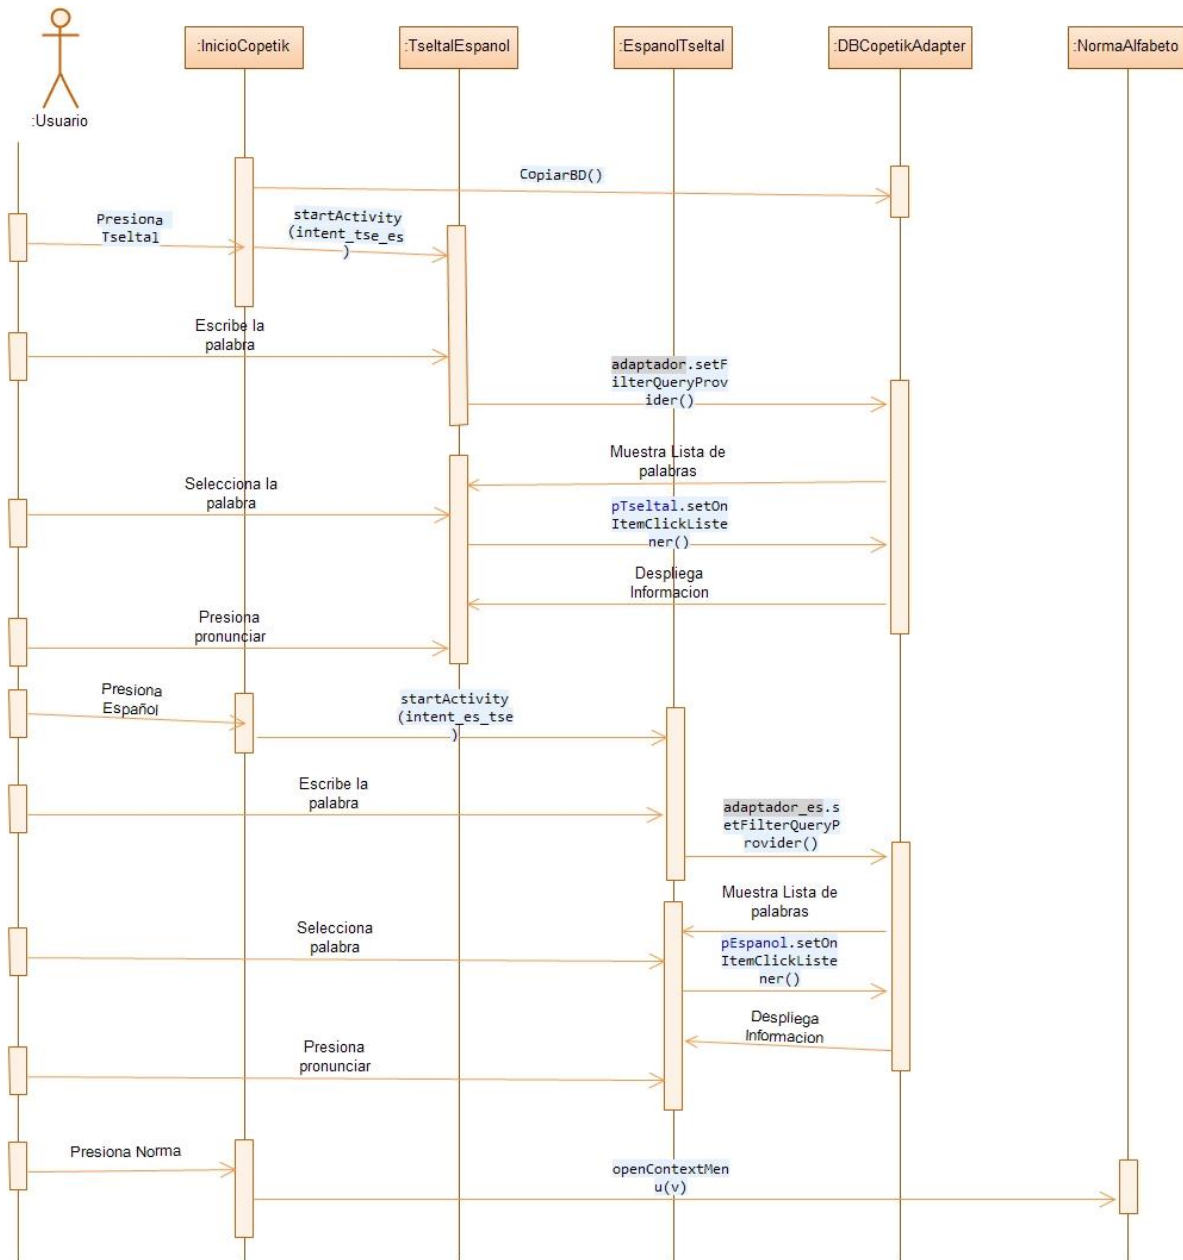 :InicioCopetik
:TseltalEspanol
:EspanolTseltal
:DBCopetikAdapter
:NormaAlfabeto
:Usuario
CopiarBD()
Presiona
Tseltal
startActivity
(intent_tse_es
)
Escribe la
palabra
adaptador.setF
ilterQueryProv
ider()
Muestra Lista de
palabras
Selecciona la
palabra
pTseltal.setOn
ItemClickListe
ner()
Despliega
Informacion
Presiona
pronunciar
Presiona
Español
startActivity
(intent_es_tse
)
Escribe la
palabra
adaptador_es.s
etFilterQueryP
rovider()
Muestra Lista de
palabras
Selecciona
palabra
pEspanol.setOn
ItemClickListe
ner()
Despliega
Informacion
Presiona
pronunciar
Presiona Norma
openContextMen
u(v)